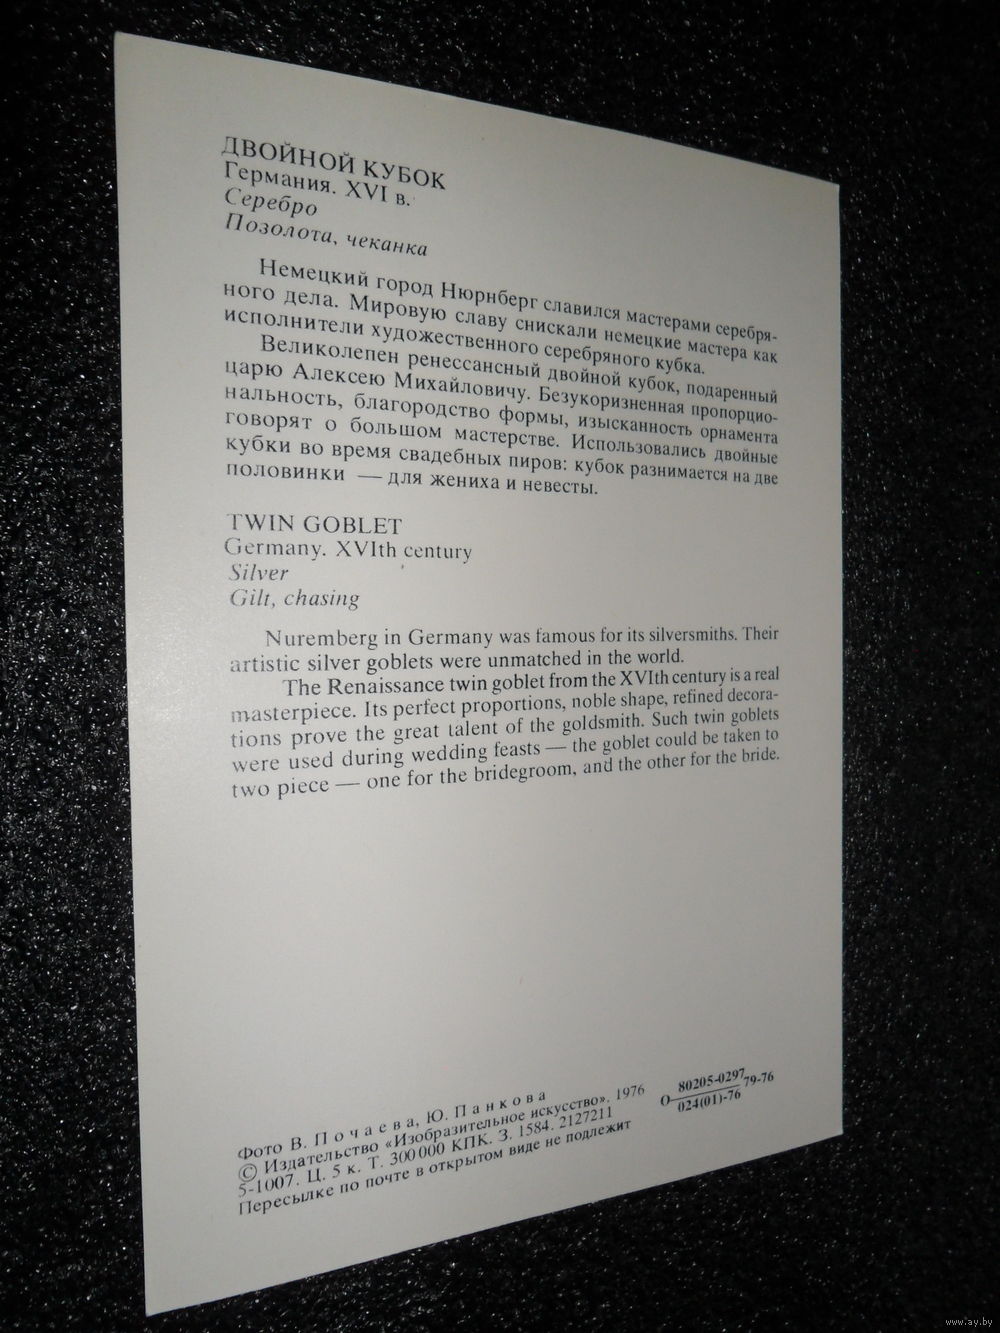 ДВОЙНОЙ КУБОК
Германия. XVI в.
Серебро
Позолота, чеканка
Немецкий город Нюрнберг славился мастерами серебря-
ного дела. Мировую славу снискали немецкие мастера как
исполнители художественного серебряного кубка.
Великолепен ренессансный двойной кубок, подаренный
царю Алексею Михайловичу. Безукоризненная пропорцио-
нальность, благородство формы, изысканность орнамента
говорят о большом мастерстве. Использовались двойные
кубки во время свадебных пиров: кубок разнимается на две
половинки — для жениха и невесты.
TWIN GOBLET
Germany. XVIth century
Silver
Gilt, chasing
Nuremberg in Germany was famous for its silversmiths. Their
artistic silver goblets were unmatched in the world.
The Renaissance twin goblet from the XVIth century is a real
masterpiece. Its perfect proportions, noble shape, refined decora-
tions prove the great talent of the goldsmith. Such twin goblets
were used during wedding feasts — the goblet could be taken to
two piece — one for the bridegroom, and the other for the bride.
Фото В. Почаева, Ю. Панкова
© Издательство «Изобразительное искусство». 1976
5-1007. Ц. 5 к. Т. 300 000 КПК. З. 1584. 2127211
Пересылке по почте в открытом виде не подлежит
О 80205-0297 79-76
024(01)-76
www.ay.by